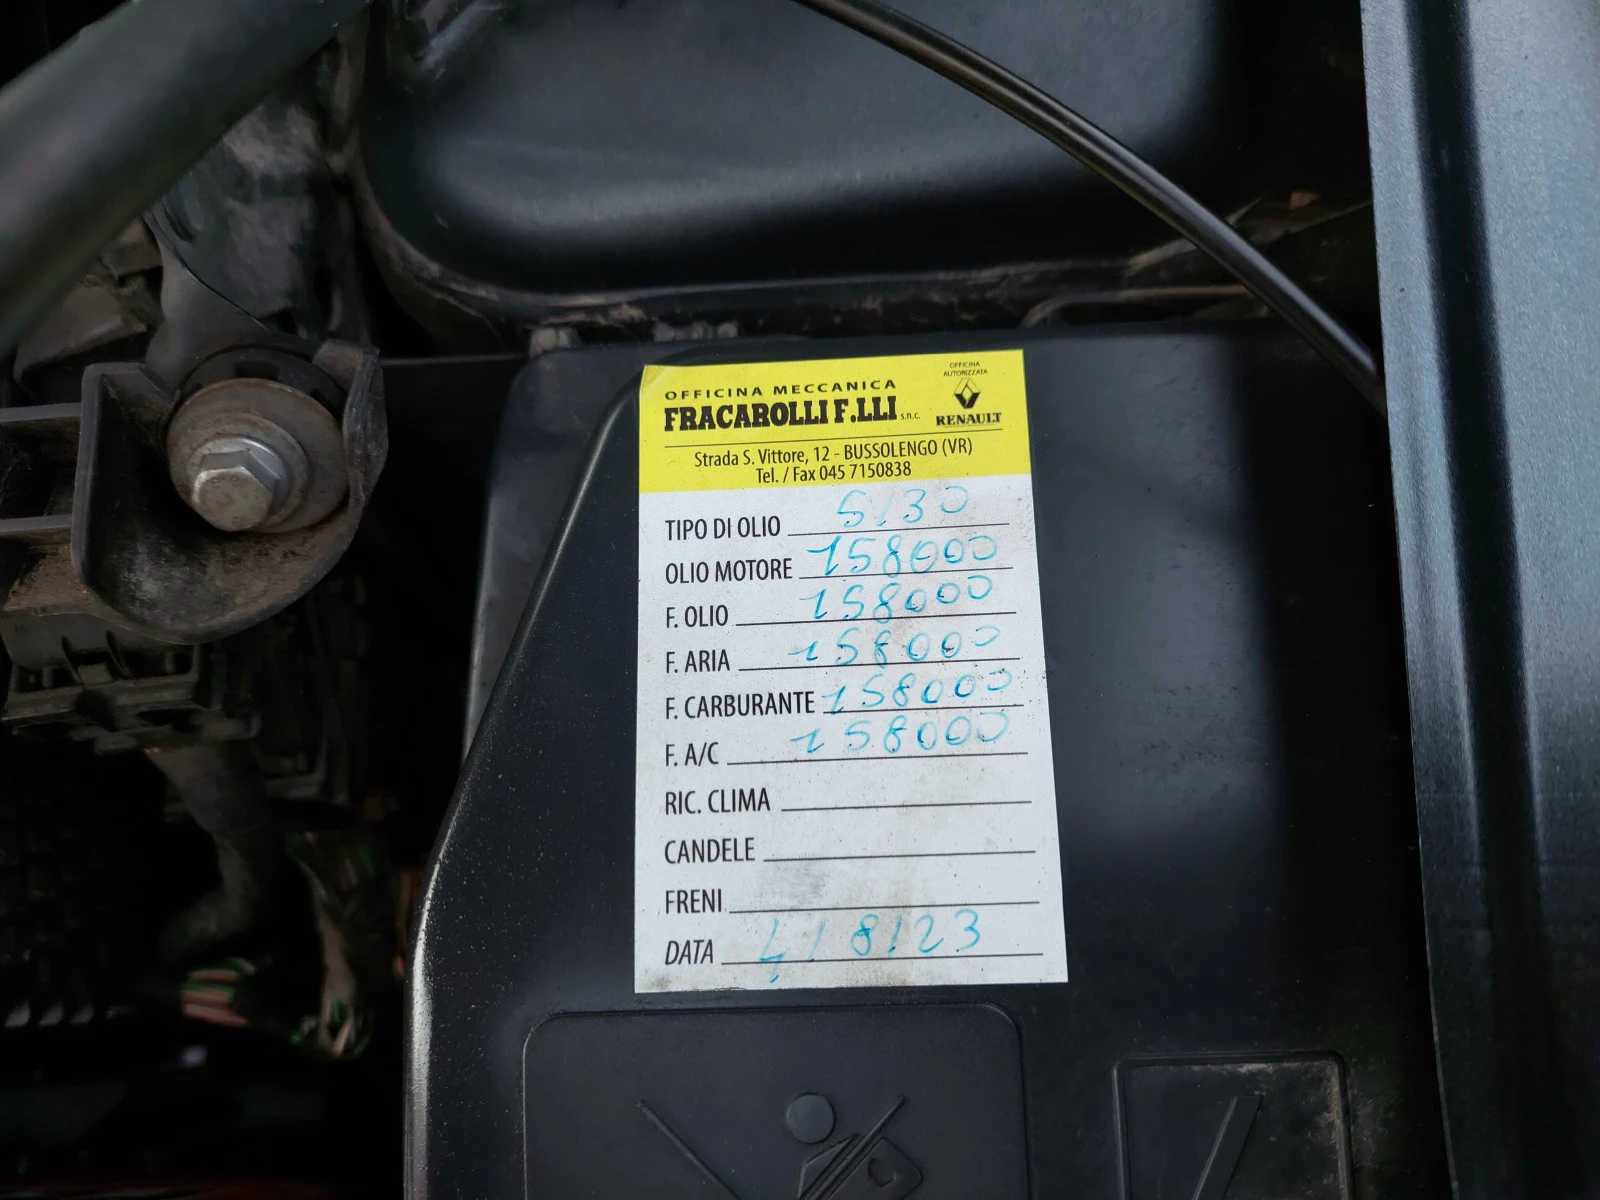 OFFICINA MECCANICA
FRACAROLLI F.LLI s.n.c.
OFFICINA
AUTORIZZATA
RENAULT
Strada S. Vittore, 12 - BUSSOLENGO (VR)
Tel. / Fax 045 7150838
TIPO DI OLIO 5/30
OLIO MOTORE 158000
F. OLIO 158000
F. ARIA 158000
F. CARBURANTE 158000
F. A/C 158000
RIC. CLIMA
CANDELE
FRENI
DATA 4/8/23